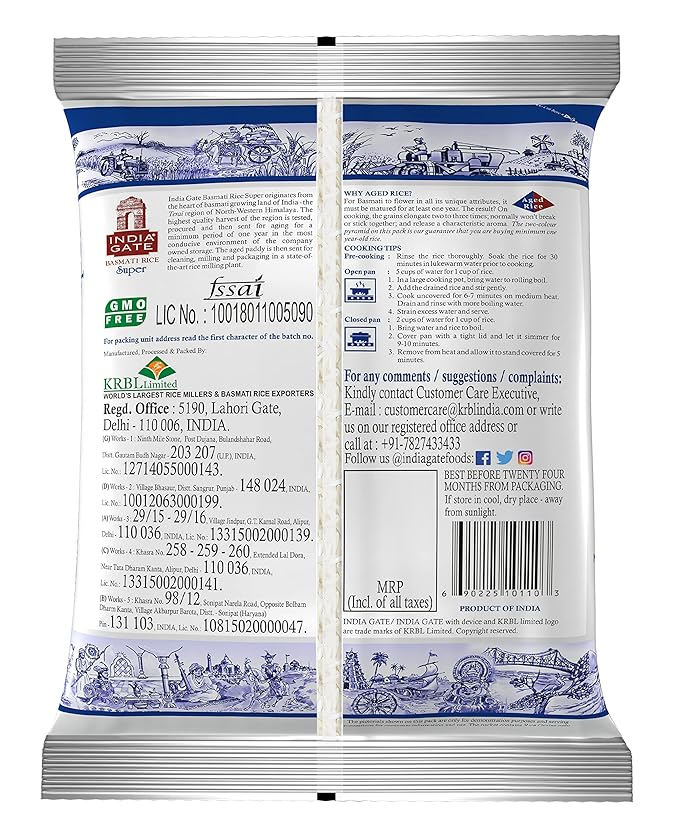 INDIA
GATE
BASMATI RICE
Super
India Gate Basmati Rice Super originates from
the heart of basmati growing land of India - the
Terai region of North-Western Himalaya. The
highest quality harvest of the region is tested,
procured and then sent for aging for a
minimum period of one year in the most
conducive environment of the company
owned storage. The aged paddy is then sent for
cleaning, milling and packaging in a state-of-
the-art rice milling plant.
GMO
FREE
fssai
LIC No. : 10018011005090
For packing unit address read the first character of the batch no.
Manufactured, Processed & Packed By:
KRBL Limited
WORLD'S LARGEST RICE MILLERS & BASMATI RICE EXPORTERS
Regd. Office : 5190, Lahori Gate,
Delhi - 110 006, INDIA.
(G) Works - 1 : Ninth Mile Stone, Post Dujana, Bulandshahar Road,
Distt. Gautam Budh Nagar - 203 207 (U.P.), INDIA,
Lic. No.: 12714055000143.
(D) Works - 2 : Village Bhasaur, Distt. Sangrur, Punjab - 148 024, INDIA,
Lic. No.: 10012063000199.
(A) Works - 3 : 29/15 - 29/16, Village Jindpur, G.T. Karnal Road, Alipur,
Delhi - 110 036, INDIA, Lic. No.: 13315002000139.
(C) Works - 4 : Khasra No. 258 - 259 - 260, Extended Lal Dora,
Near Tata Dharam Kanta, Alipur, Delhi - 110 036, INDIA,
Lic. No.: 13315002000141.
(E) Works - 5 : Khasra No. 98/12, Sonipat Narela Road, Opposite Bolbam
Dharm Kanta, Village Akbarpur Barota, Distt. - Sonipat (Haryana)
Pin - 131 103, INDIA, Lic. No.: 10815020000047.
WHY AGED RICE?
For Basmati to flower in all its unique attributes, it
must be matured for at least one year. The result? On
cooking, the grains elongate two to three times; normally won't break
or stick together; and release a characteristic aroma. The two-colour
pyramid on this pack is our guarantee that you are buying minimum one
year-old rice.
Aged
Rice
COOKING TIPS
Pre-cooking : Rinse the rice thoroughly. Soak the rice for 30
minutes in lukewarm water prior to cooking.
Open pan : 5 cups of water for 1 cup of rice.
1. In a large cooking pot, bring water to rolling boil.
2. Add the drained rice and stir gently.
3. Cook uncovered for 6-7 minutes on medium heat.
Drain and rinse with more boiling water.
4. Strain excess water and serve.
Closed pan : 2 cups of water for 1 cup of rice.
1. Bring water and rice to boil.
2. Cover pan with a tight lid and let it simmer for
9-10 minutes.
3. Remove from heat and allow it to stand covered for 5
minutes.
For any comments / suggestions / complaints:
Kindly contact Customer Care Executive,
E-mail : customercare@krblindia.com or write
us on our registered office address or
call at : +91-7827433433
Follow us @indiagatefoods:
BEST BEFORE TWENTY FOUR
MONTHS FROM PACKAGING.
If store in cool, dry place - away
from sunlight.
MRP
(Incl. of all taxes)
6 90225 10110 3
PRODUCT OF INDIA
INDIA GATE/ INDIA GATE with device and KRBL limited logo
are trade marks of KRBL Limited. Copyright reserved.
The materials shown on this pack are only for demonstration purposes and serving